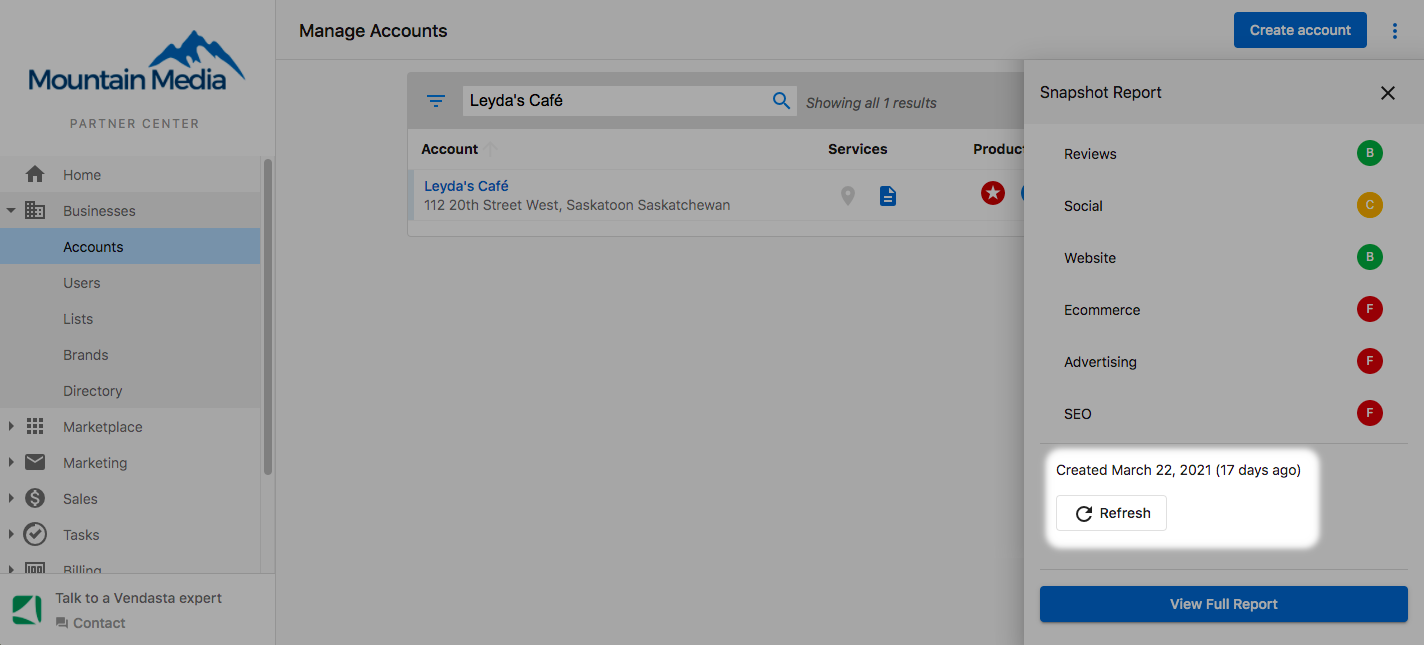 Mountain Media
PARTNER CENTER
Home
Businesses
Accounts
Users
Lists
Brands
Directory
Marketplace
Marketing
Sales
Tasks
Billing
Talk to a Vendasta expert
Contact
Manage Accounts
Create account
Leyda's Café
Showing all 1 results
Account
Services
Leyda's Café
112 20th Street West, Saskatoon Saskatchewan
Snapshot Report
Reviews B
Social C
Website B
Ecommerce F
Advertising F
SEO F
Created March 22, 2021 (17 days ago)
Refresh
View Full Report